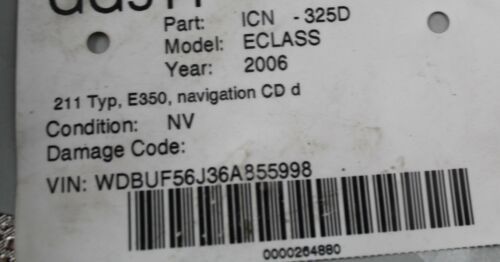 Part: ICN - 325D
Model: ECLASS
Year: 2006
211 Typ, E350, navigation CD d
Condition: NV
Damage Code:
VIN: WDBUF56J36A855998
0000264880